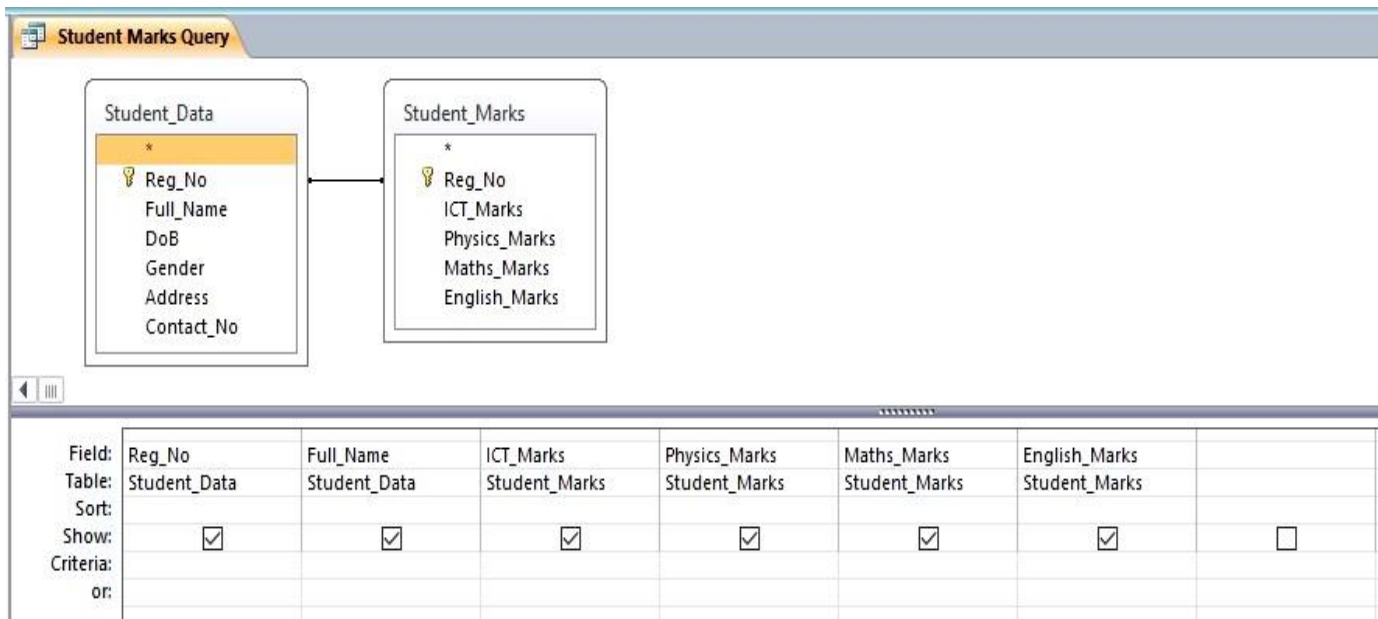 Student Marks Query
Student_Data
*
Reg_No
Full_Name
DoB
Gender
Address
Contact_No
Student_Marks
*
Reg_No
ICT_Marks
Physics_Marks
Maths_Marks
English_Marks
Field: Reg_No Full_Name ICT_Marks Physics_Marks Maths_Marks English_Marks
Table: Student_Data Student_Data Student_Marks Student_Marks Student_Marks Student_Marks
Sort:
Show:
Criteria:
or: